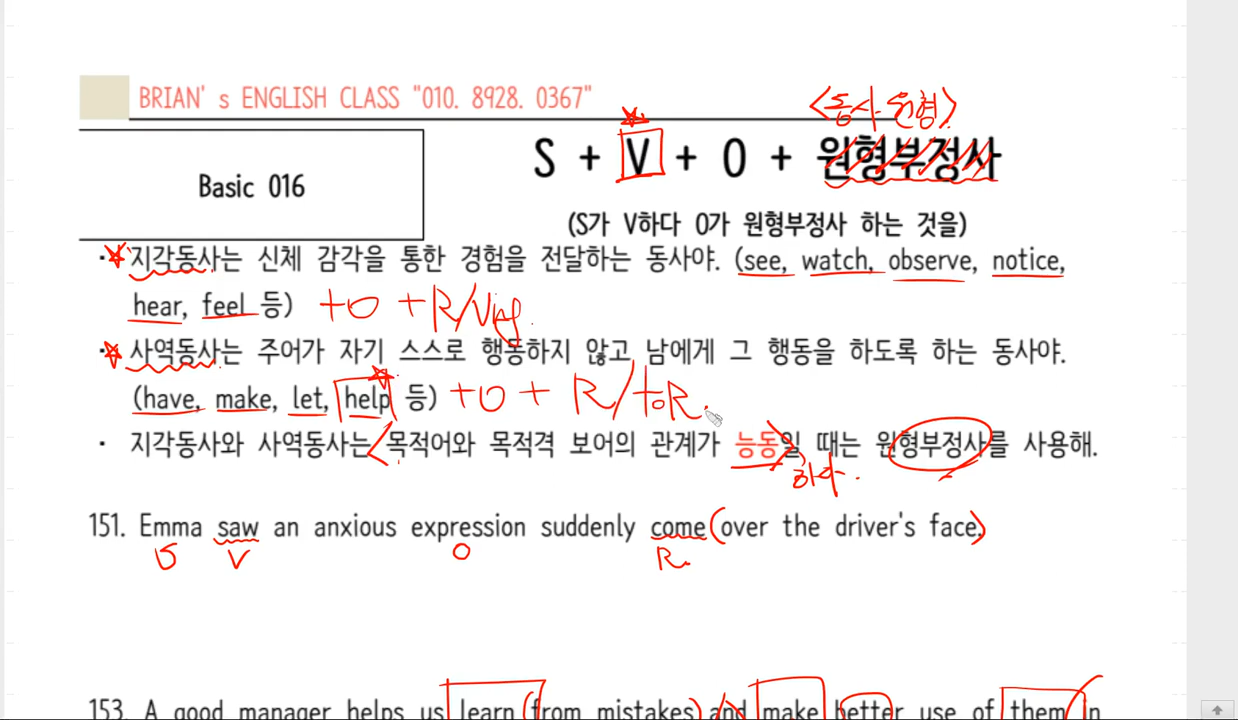 BRIAN' s ENGLISH CLASS "010. 8928. 0367"
<동사원형>
Basic 016
S + V + O + 원형부정사
(S가 V하다 O가 원형부정사 하는 것을)
· 지각동사는 신체 감각을 통한 경험을 전달하는 동사야. (see, watch, observe, notice,
hear, feel 등) +O +R/Ving.
· 사역동사는 주어가 자기 스스로 행동하지 않고 남에게 그 행동을 하도록 하는 동사야.
(have, make, let, help 등) +O + R/toR.
· 지각동사와 사역동사는 목적어와 목적격 보어의 관계가 능동일 때는 원형부정사를 사용해.
151. Emma saw an anxious expression suddenly come (over the driver's face.)
S V O R.
153. A good manager helps us learn (from mistakes) and make better use of them in